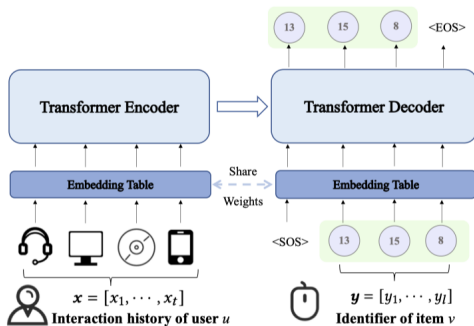 13 15 8 <EOS>
Transformer Encoder
Transformer Decoder
Share
Weights
Embedding Table
Embedding Table
<SOS> 13 15 8
x = [x₁, ⋯, xₜ]
Interaction history of user u
y = [y₁, ⋯, yₗ]
Identifier of item v